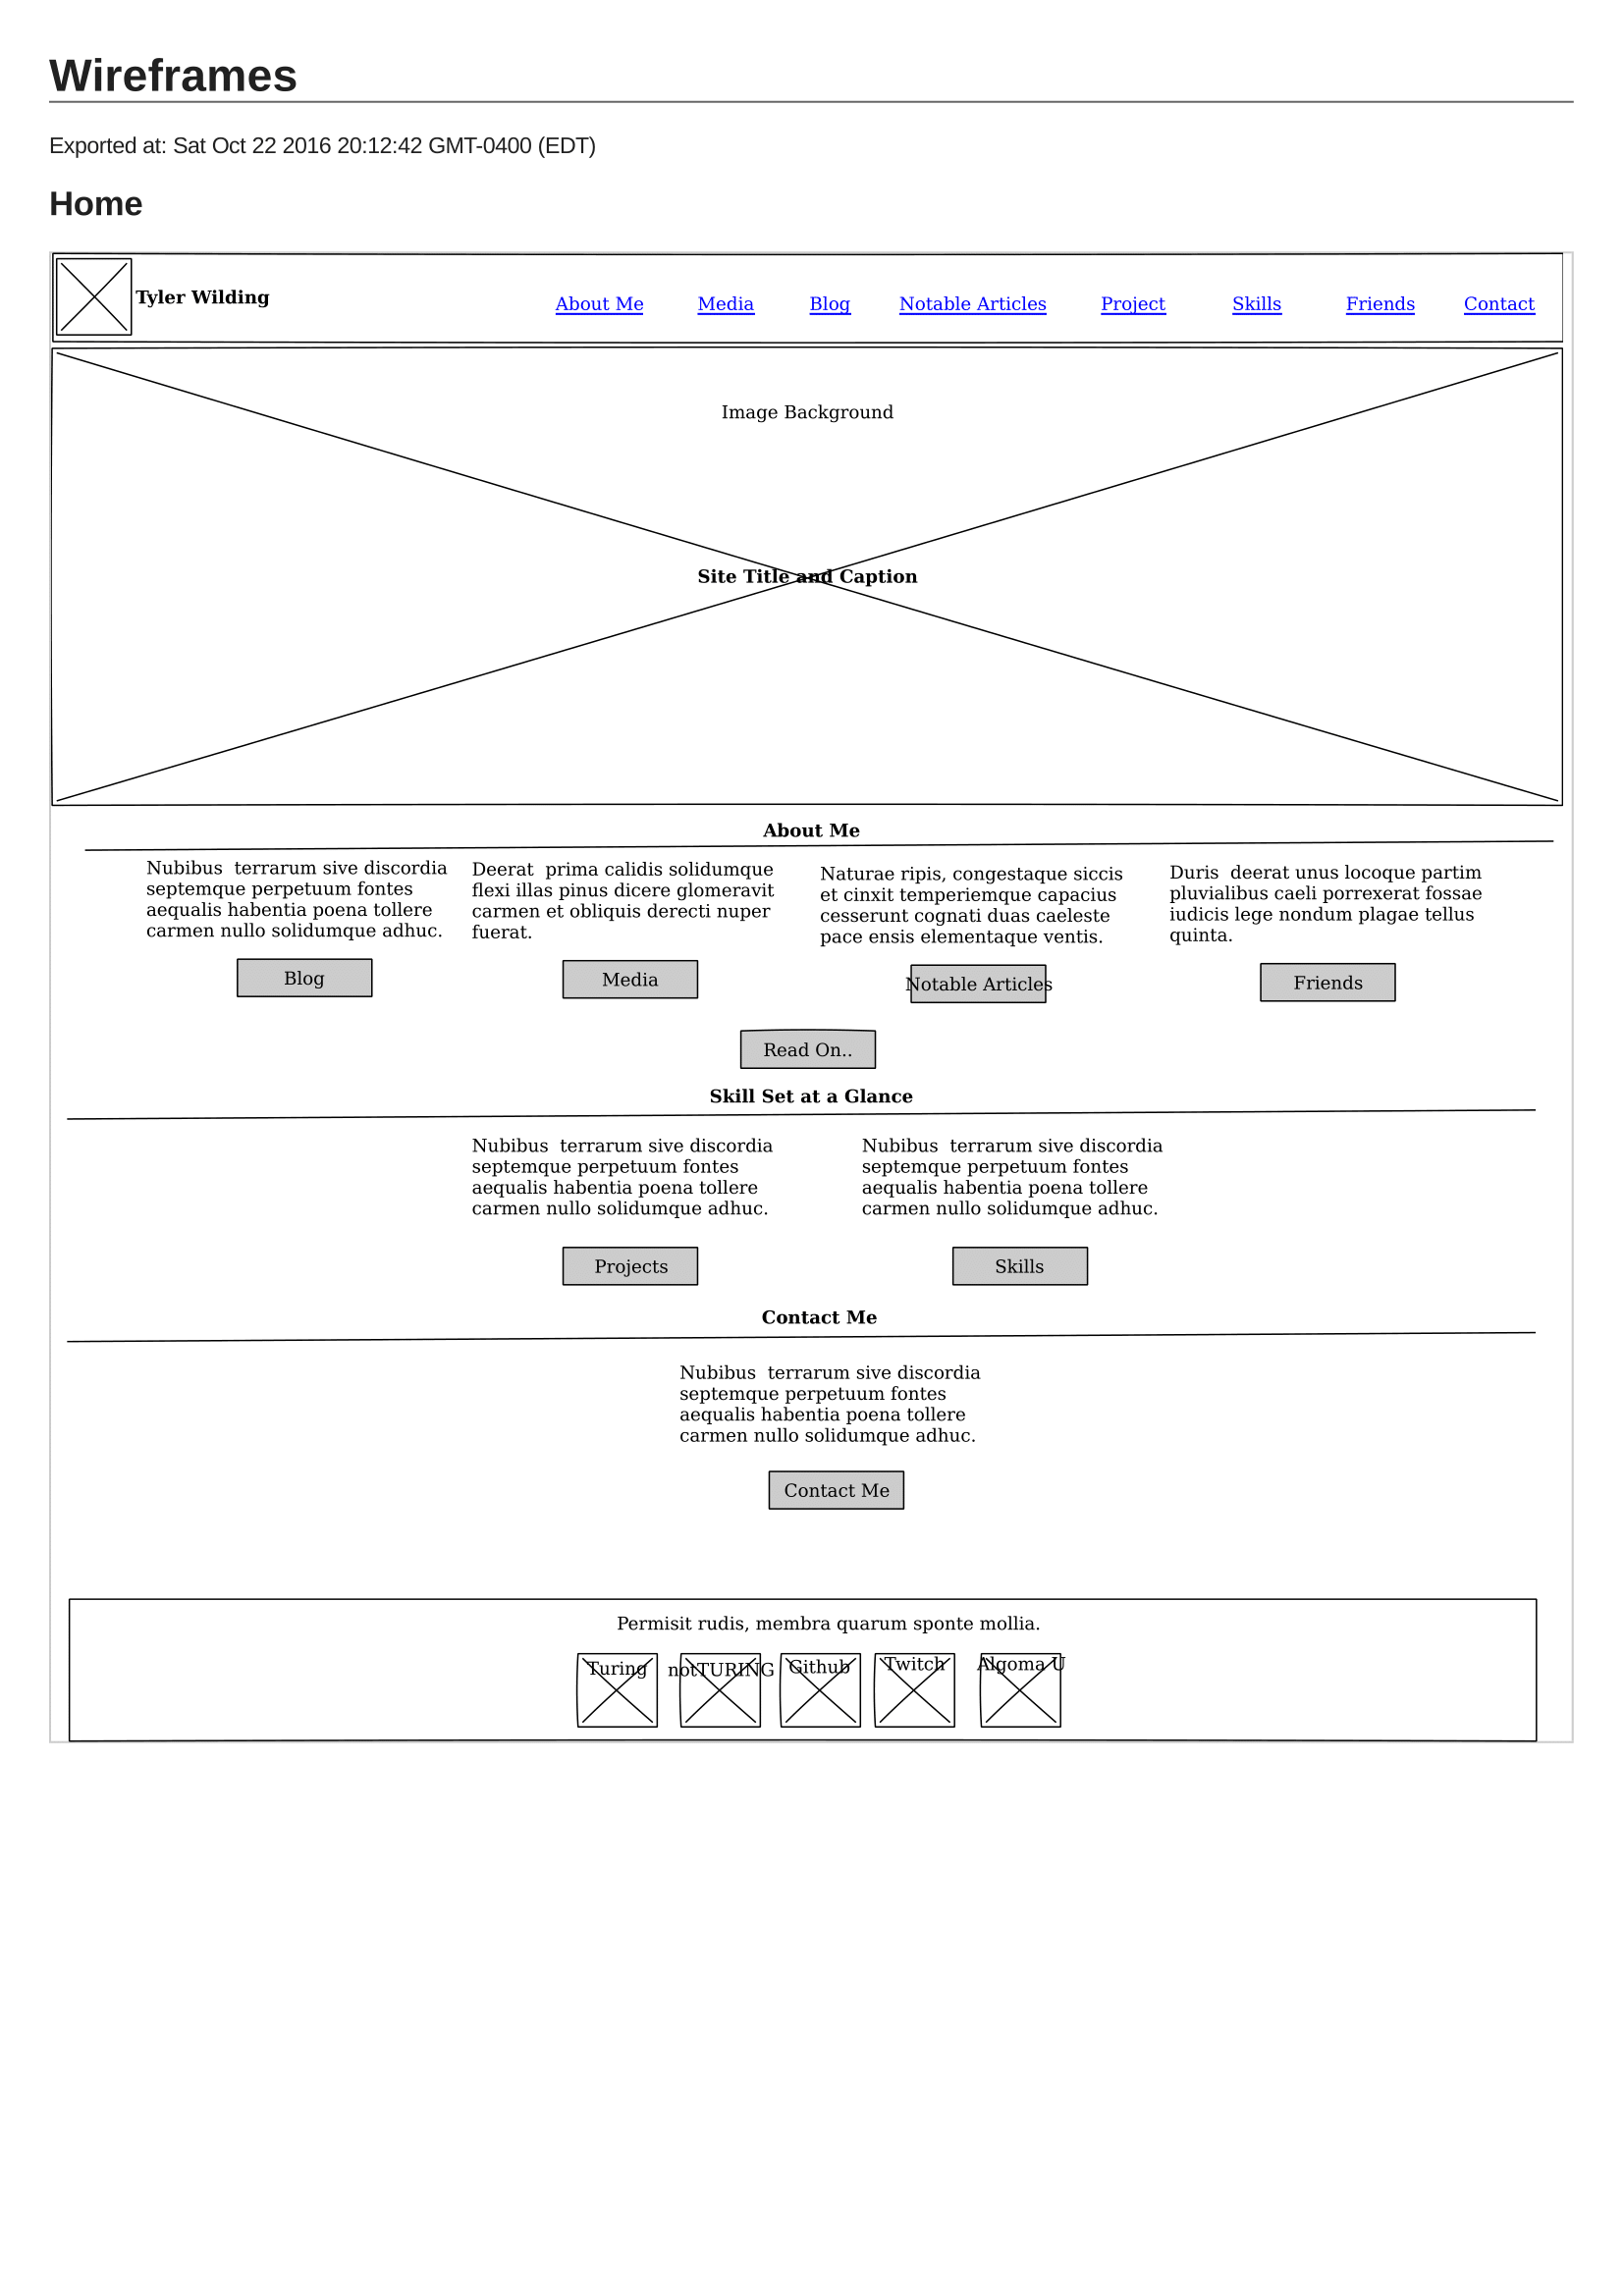 Wireframes
Exported at: Sat Oct 22 2016 20:12:42 GMT-0400 (EDT)
Home
Tyler Wilding
About Me Media Blog Notable Articles Project Skills Friends Contact
Image Background
Site Title and Caption
About Me
Nubibus terrarum sive discordia
septemque perpetuum fontes
aequalis habentia poena tollere
carmen nullo solidumque adhuc.
Blog
Deerat prima calidis solidumque
flexi illas pinus dicere glomeravit
carmen et obliquis derecti nuper
fuerat.
Media
Naturae ripis, congestaque siccis
et cinxit temperiemque capacius
cesserunt cognati duas caeleste
pace ensis elementaque ventis.
Notable Articles
Duris deerat unus locoque partim
pluvialibus caeli porrexerat fossae
iudicis lege nondum plagae tellus
quinta.
Friends
Read On..
Skill Set at a Glance
Nubibus terrarum sive discordia
septemque perpetuum fontes
aequalis habentia poena tollere
carmen nullo solidumque adhuc.
Projects
Nubibus terrarum sive discordia
septemque perpetuum fontes
aequalis habentia poena tollere
carmen nullo solidumque adhuc.
Skills
Contact Me
Nubibus terrarum sive discordia
septemque perpetuum fontes
aequalis habentia poena tollere
carmen nullo solidumque adhuc.
Contact Me
Permisit rudis, membra quarum sponte mollia.
Turing notTURING Github Twitch Algoma U